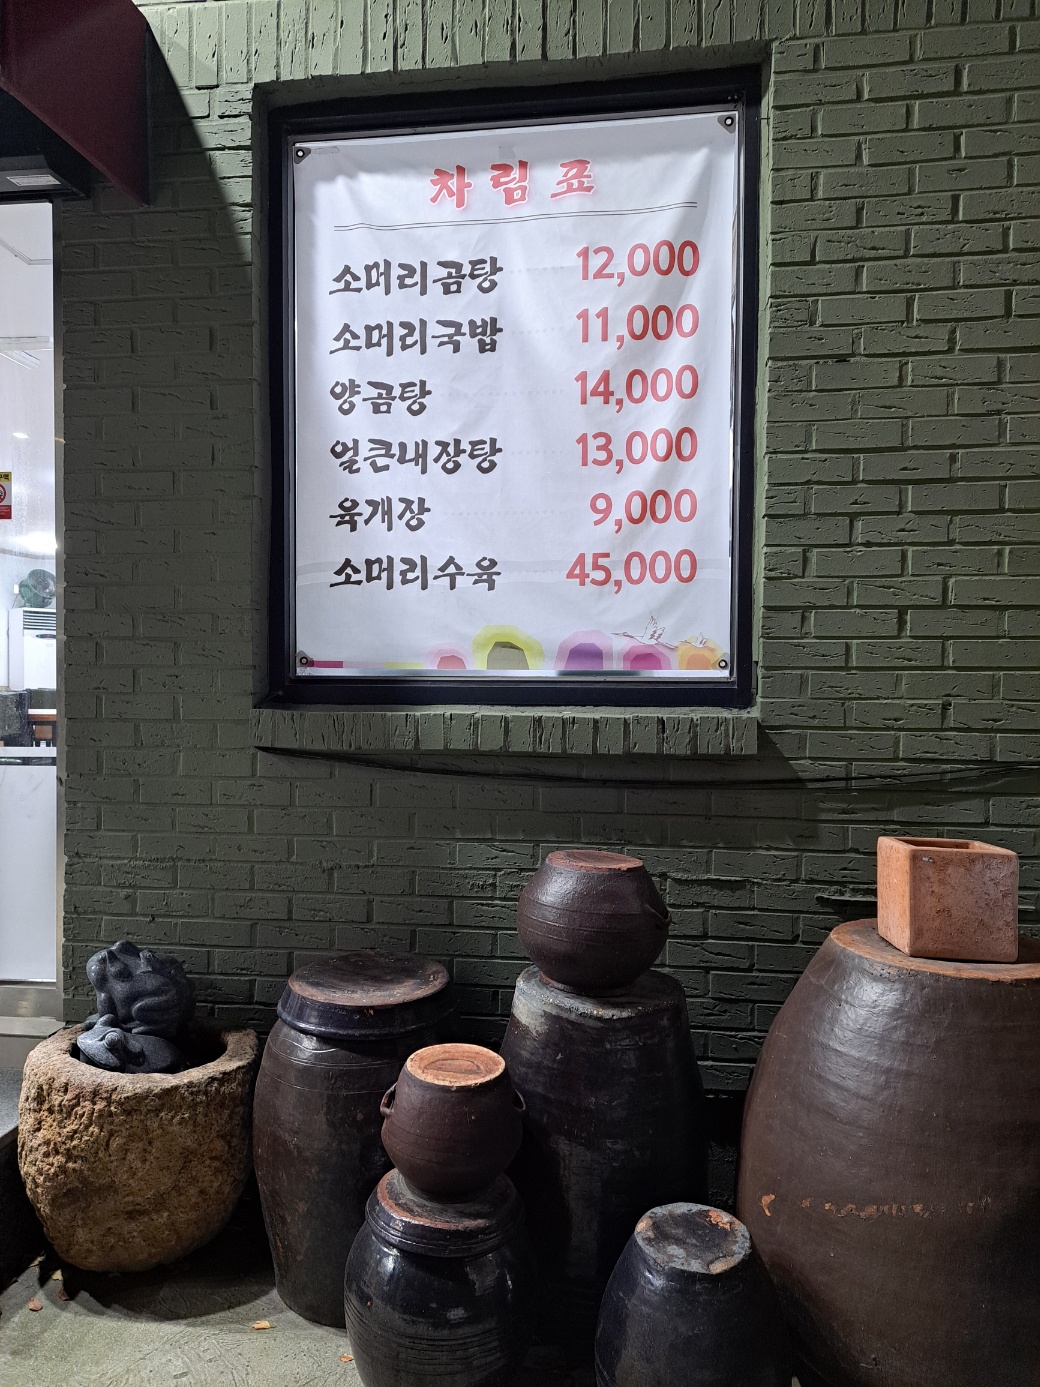 차림표
소머리곰탕 12,000
소머리국밥 11,000
양곰탕 14,000
얼큰내장탕 13,000
육개장 9,000
소머리수육 45,000